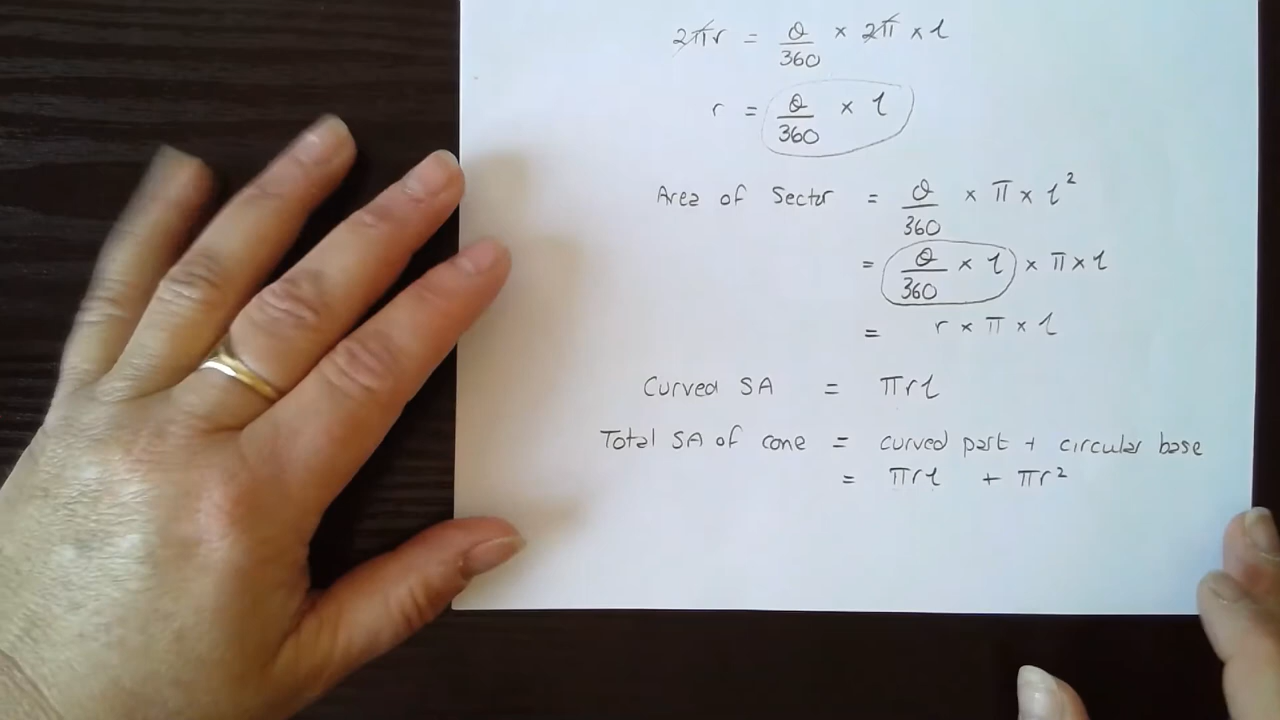 2πr = θ/360 × 2π × l
r = θ/360 × l
Area of Sector = θ/360 × π × l²
= θ/360 × l × π × l
= r × π × l
Curved SA = πrl
Total SA of cone = curved part + circular base
= πrl + πr²